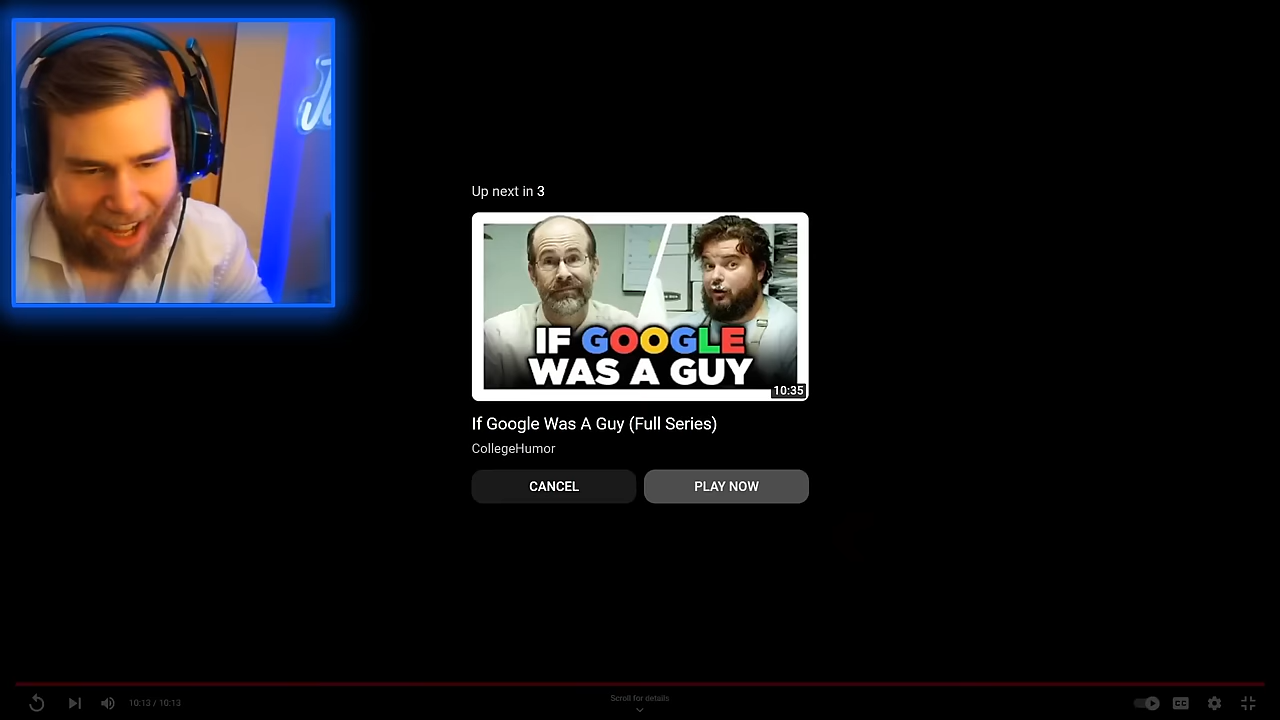 Up next in 3
IF GOOGLE
WAS A GUY
10:35
If Google Was A Guy (Full Series)
CollegeHumor
CANCEL
PLAY NOW
10:13 / 10:13
Scroll for details
CC